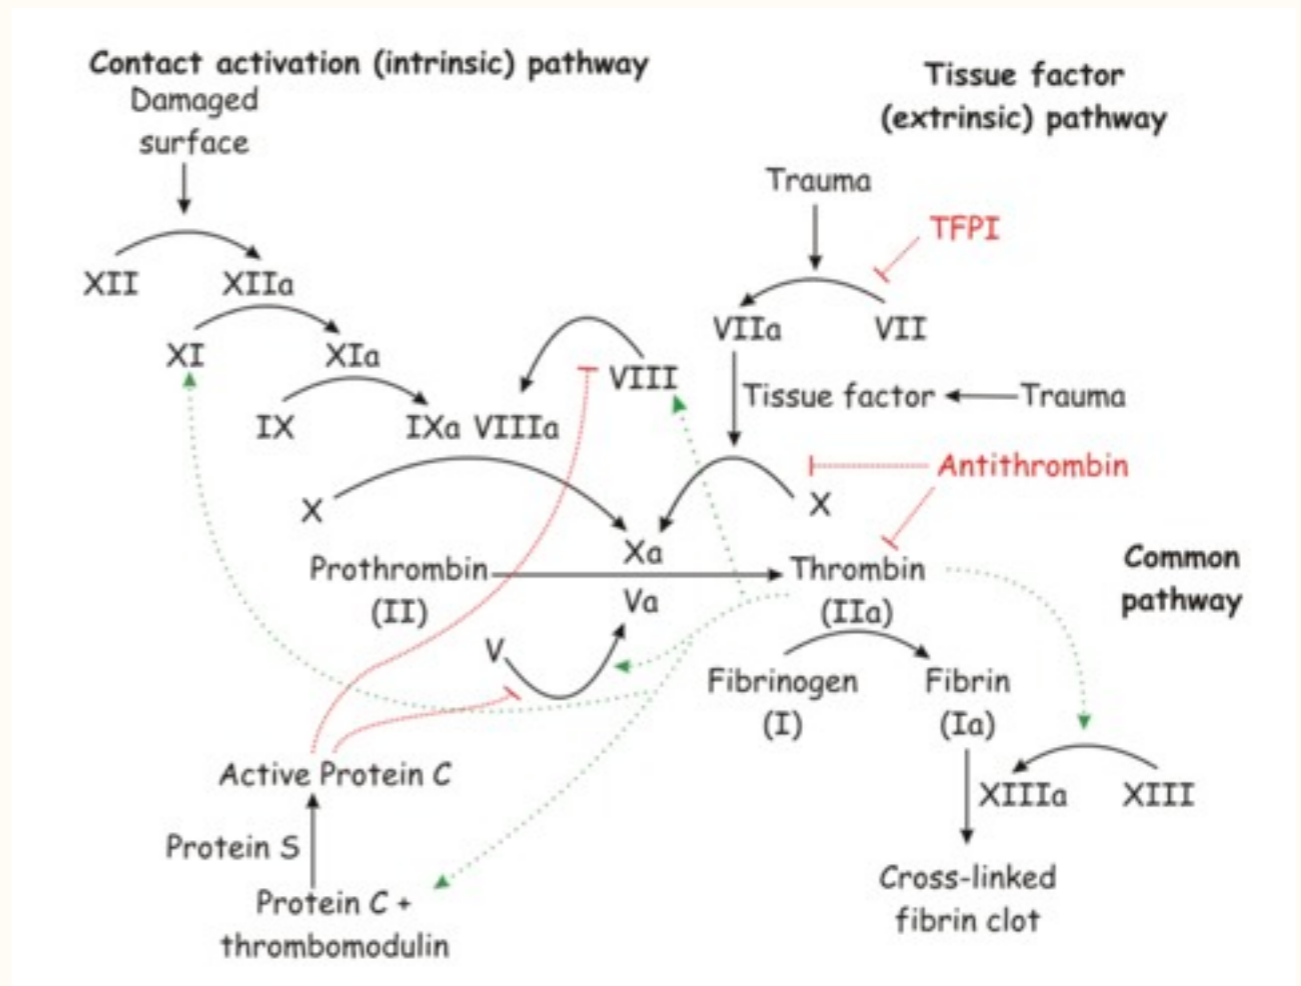 Contact activation (intrinsic) pathway
Damaged
surface
Tissue factor
(extrinsic) pathway
Trauma
TFPI
XII
XIIa
VIIa
VII
XI
XIa
VIII
Tissue factor
Trauma
IX
IXa VIIIa
Antithrombin
X
X
Xa
Prothrombin
(II)
Thrombin
(IIa)
Common
pathway
Va
V
Fibrinogen
(I)
Fibrin
(Ia)
Active Protein C
XIIIa
XIII
Protein S
Protein C +
thrombomodulin
Cross-linked
fibrin clot